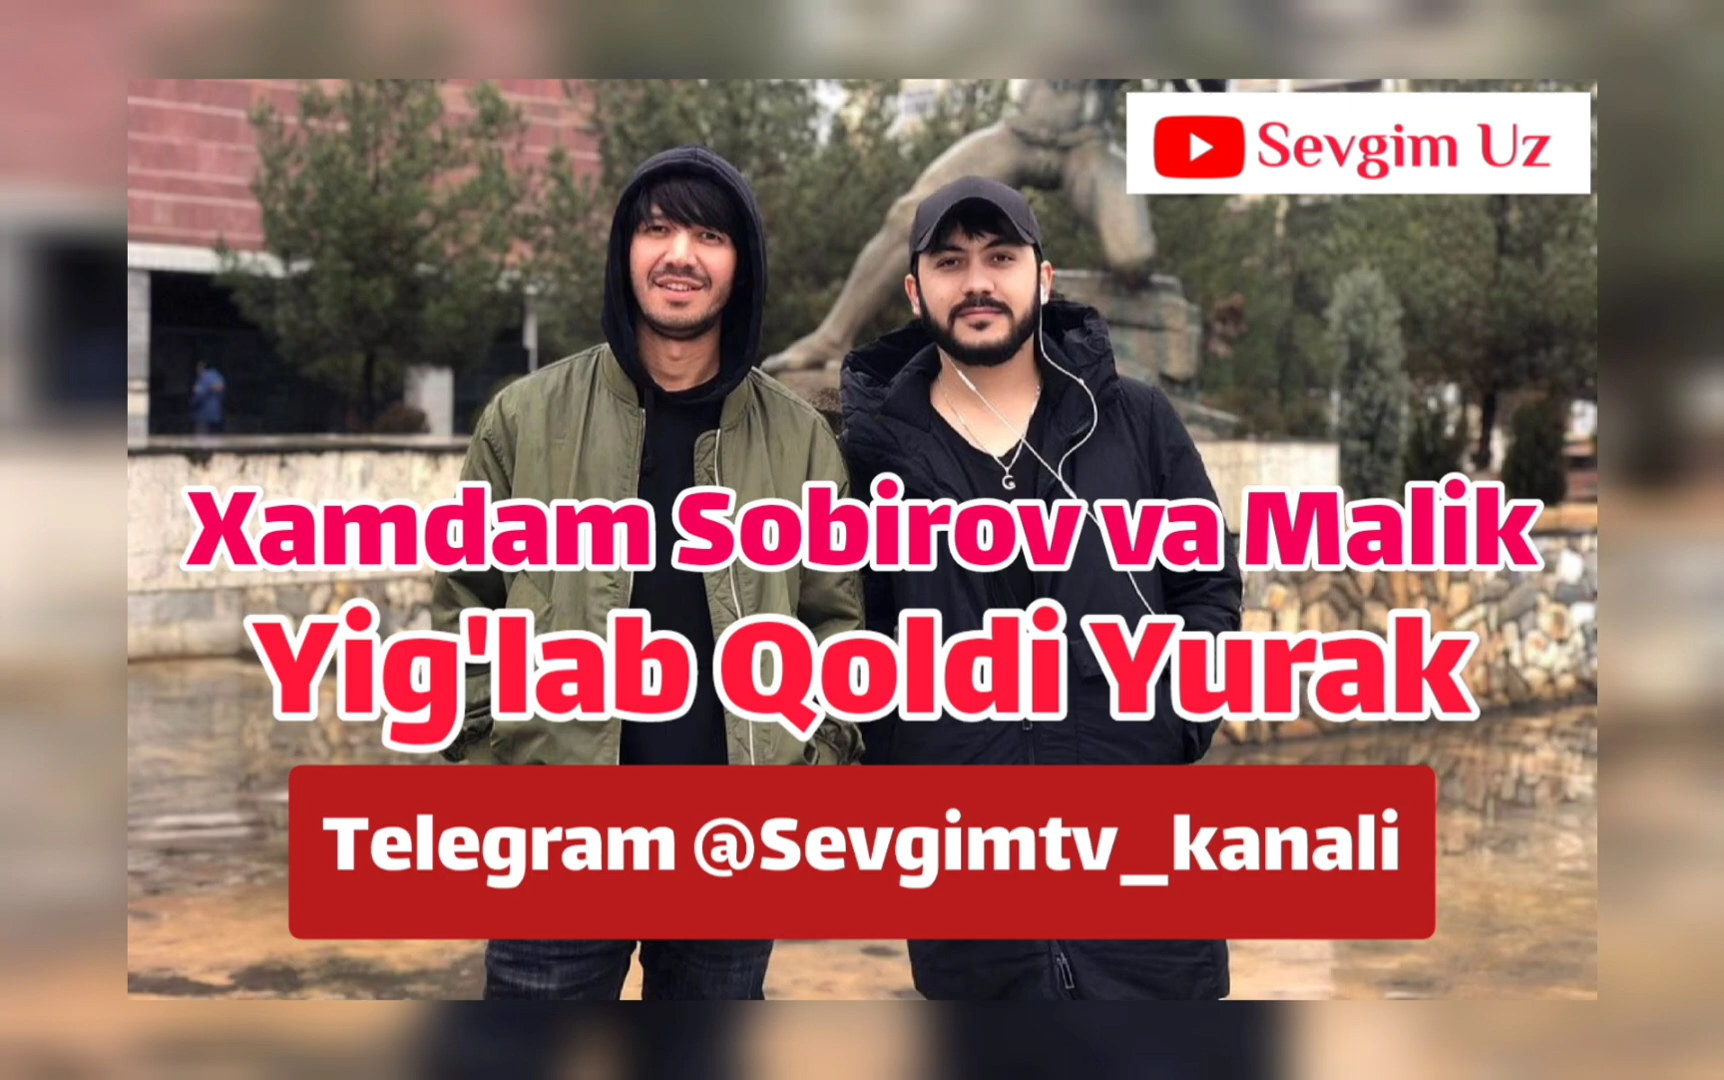 Sevgim Uz
Xamdam Sobirov va Malik
Yig'lab Qoldi Yurak
Telegram @Sevgimtv_kanali
G